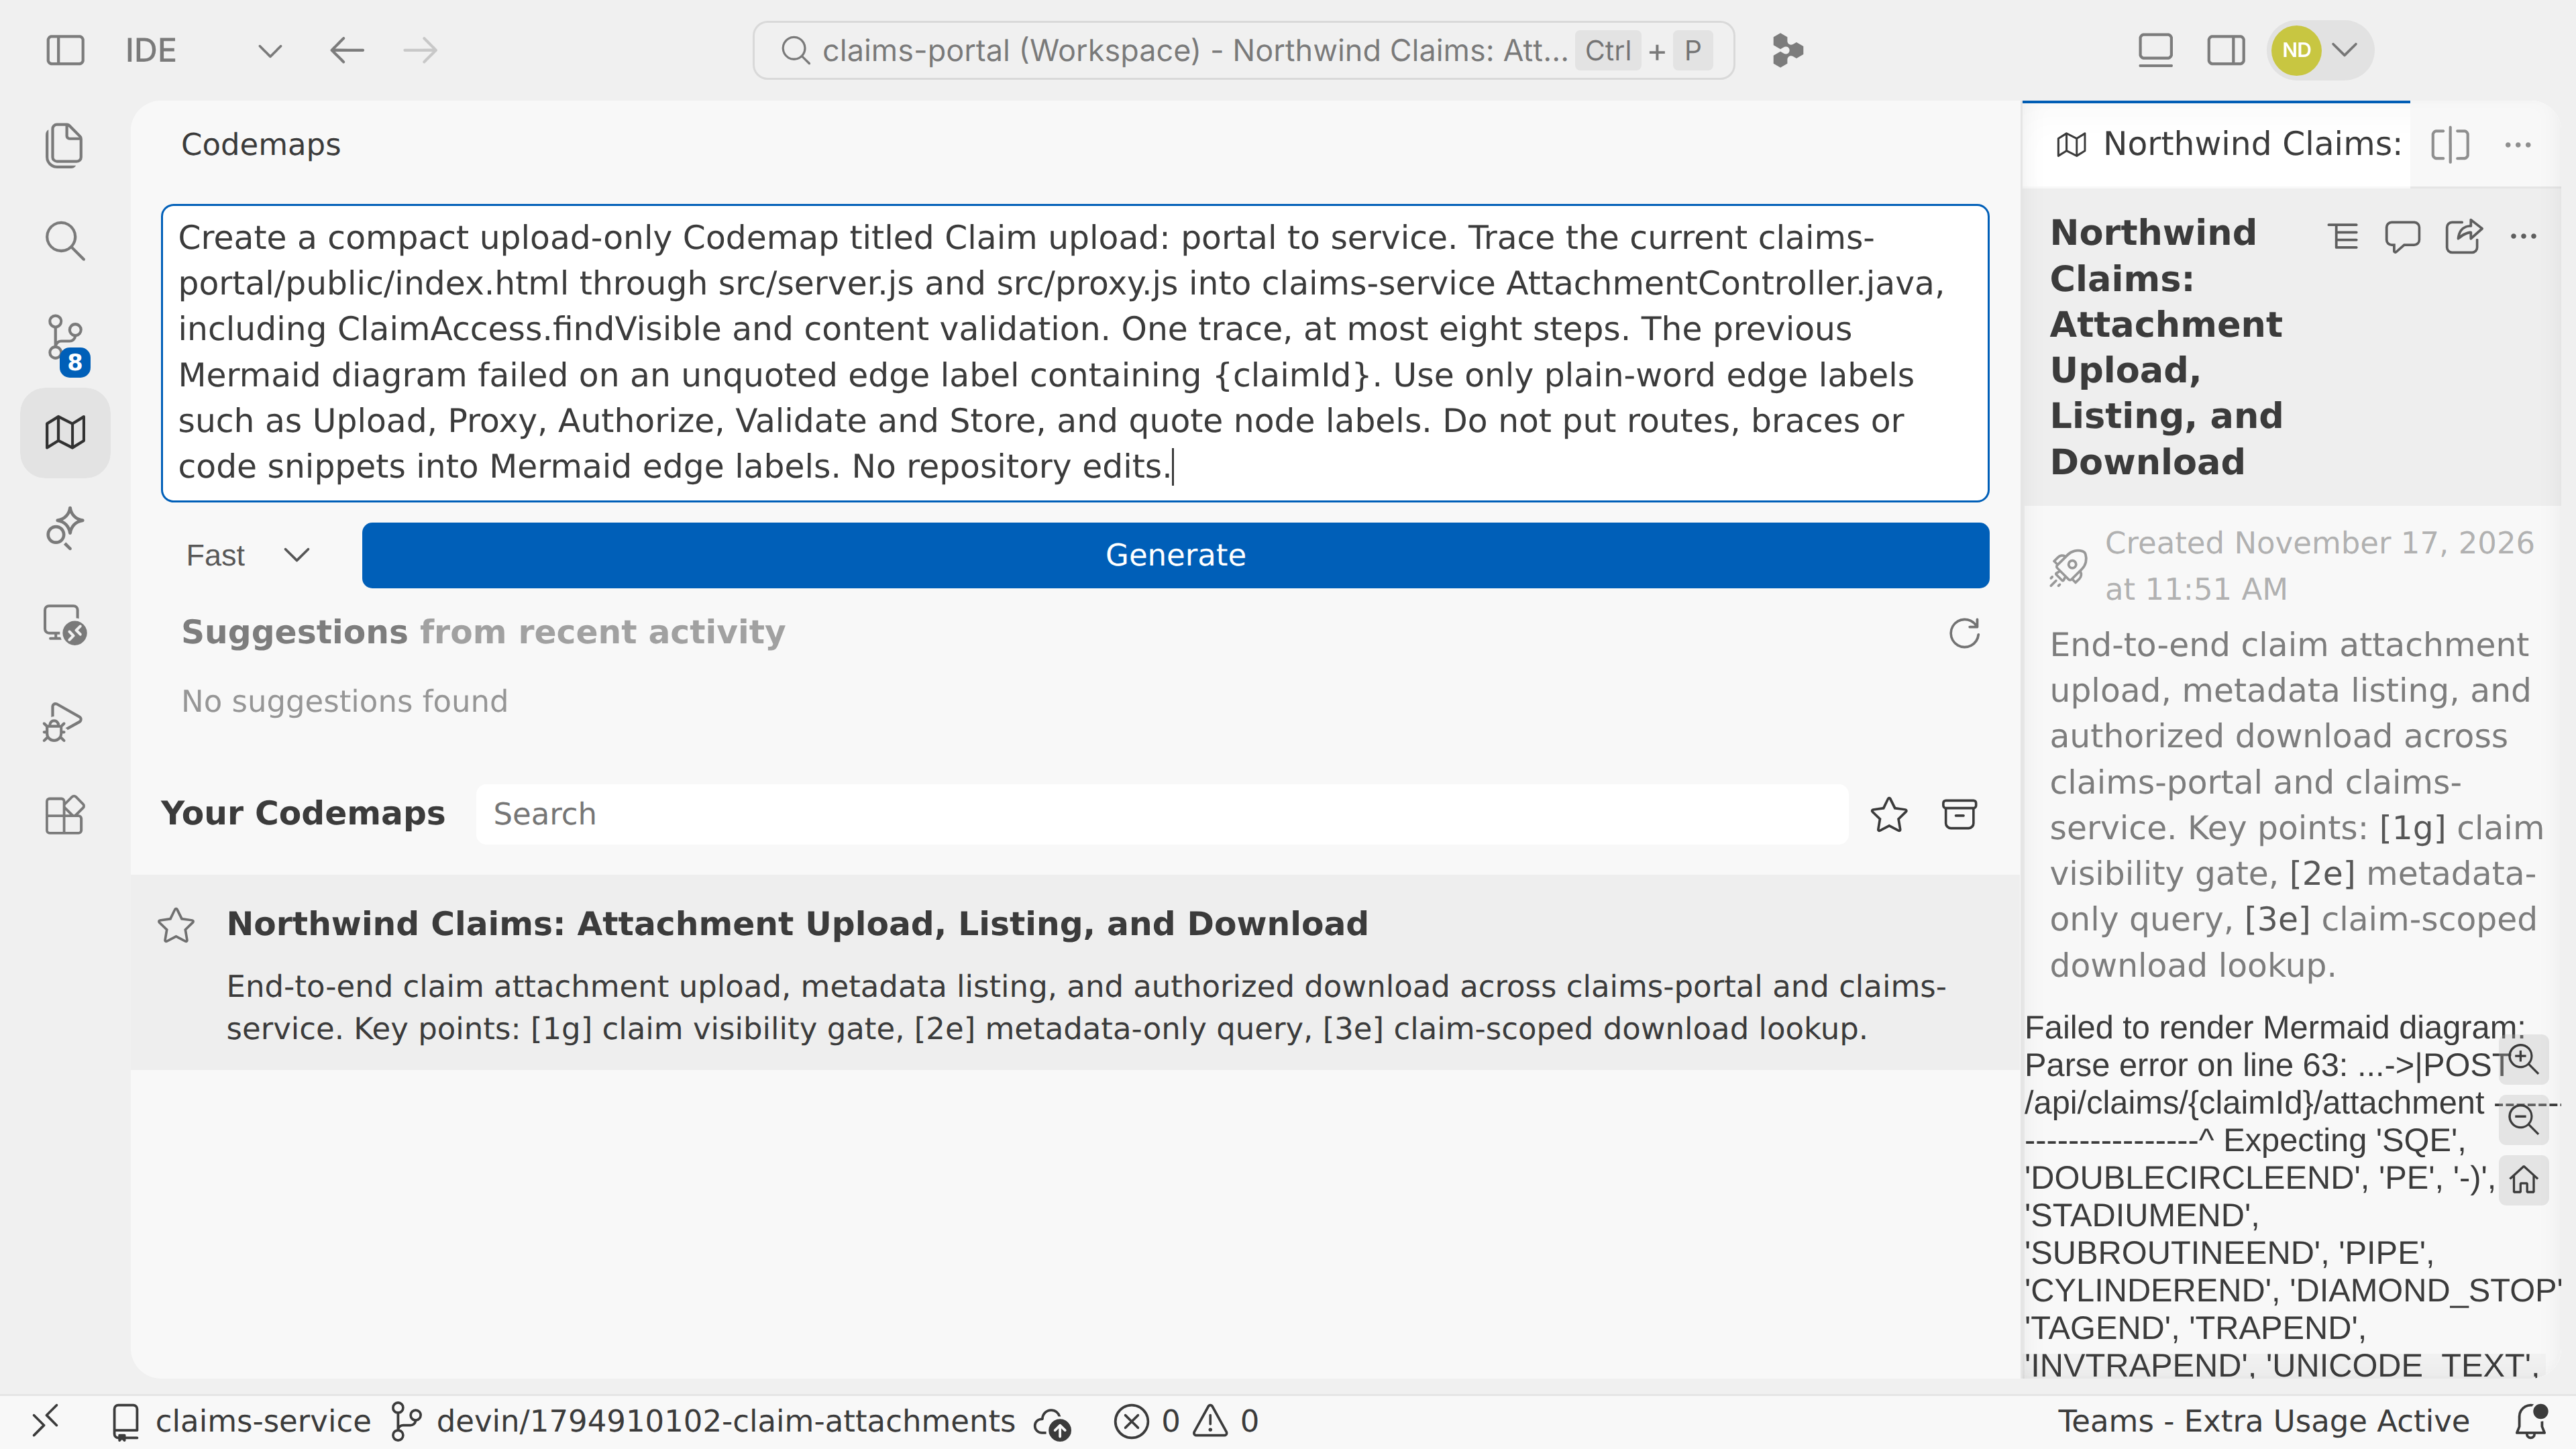 IDE
claims-portal (Workspace) - Northwind Claims: Att... Ctrl + P
ND
Codemaps
Create a compact upload-only Codemap titled Claim upload: portal to service. Trace the current claims-
portal/public/index.html through src/server.js and src/proxy.js into claims-service AttachmentController.java,
including ClaimAccess.findVisible and content validation. One trace, at most eight steps. The previous
Mermaid diagram failed on an unquoted edge label containing {claimId}. Use only plain-word edge labels
such as Upload, Proxy, Authorize, Validate and Store, and quote node labels. Do not put routes, braces or
code snippets into Mermaid edge labels. No repository edits.
8
Fast
Generate
Suggestions from recent activity
No suggestions found
Your Codemaps
Search
Northwind Claims: Attachment Upload, Listing, and Download
End-to-end claim attachment upload, metadata listing, and authorized download across claims-portal and claims-
service. Key points: [1g] claim visibility gate, [2e] metadata-only query, [3e] claim-scoped download lookup.
Northwind Claims:
Northwind
Claims:
Attachment
Upload,
Listing, and
Download
Created November 17, 2026
at 11:51 AM
End-to-end claim attachment
upload, metadata listing, and
authorized download across
claims-portal and claims-
service. Key points: [1g] claim
visibility gate, [2e] metadata-
only query, [3e] claim-scoped
download lookup.
Failed to render Mermaid diagram:
Parse error on line 63: ...->|POST
/api/claims/{claimId}/attachment -------
----------------^ Expecting 'SQE',
'DOUBLECIRCLEEND', 'PE', '-)',
'STADIUMEND',
'SUBROUTINEEND', 'PIPE',
'CYLINDEREND', 'DIAMOND_STOP'
'TAGEND', 'TRAPEND',
'INVTRAPEND', 'UNICODE_TEXT',
claims-service
devin/1794910102-claim-attachments
0
0
Teams - Extra Usage Active